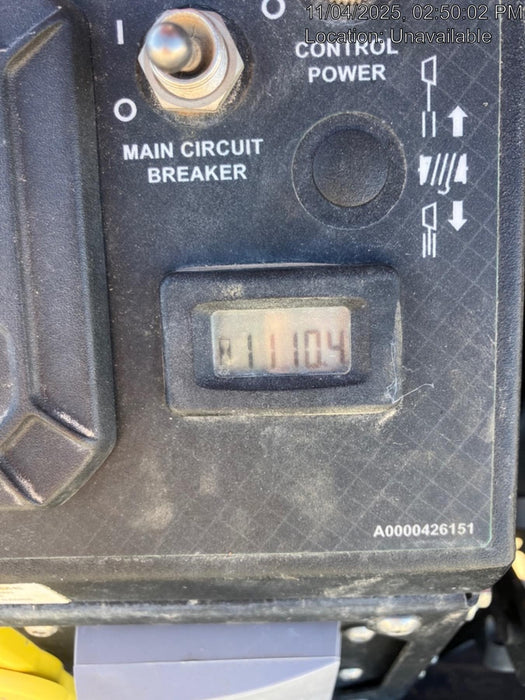 11/04/2025, 02:50:02 PM
Location: Unavailable
I
O
O
CONTROL
POWER
MAIN CIRCUIT
BREAKER
1110.4
A0000426151